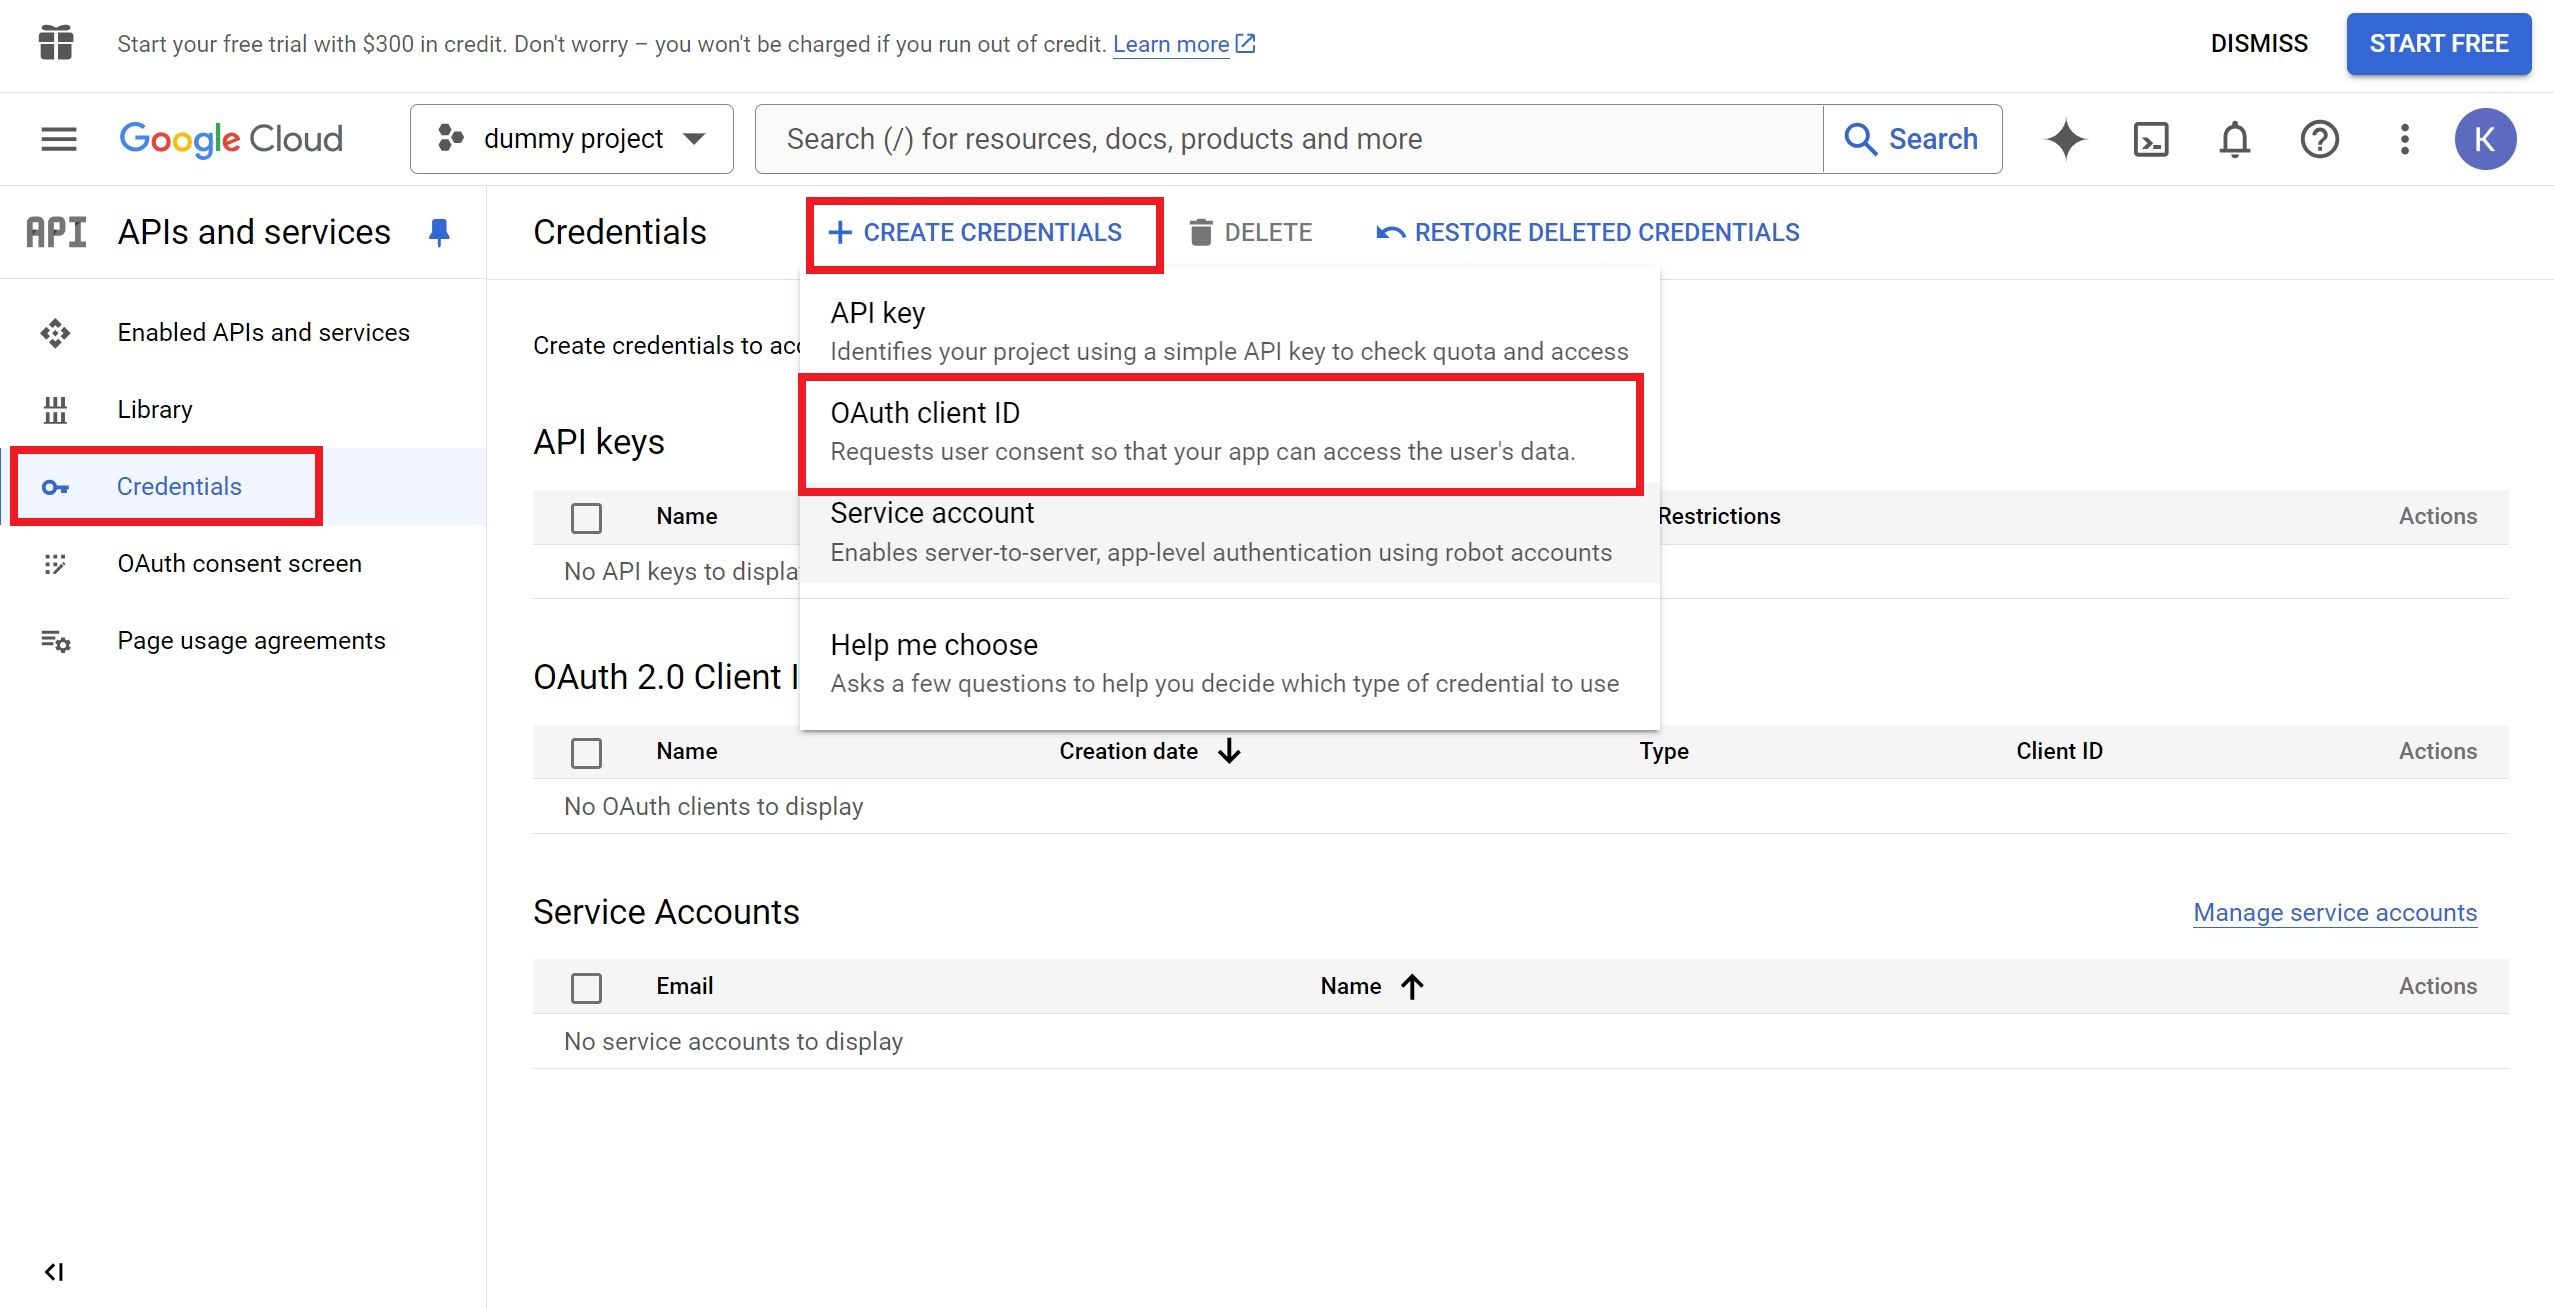 Start your free trial with $300 in credit. Don't worry – you won't be charged if you run out of credit. Learn more
DISMISS
START FREE
Google Cloud
dummy project
Search (/) for resources, docs, products and more
Search
K
API
APIs and services
Credentials
CREATE CREDENTIALS
DELETE
RESTORE DELETED CREDENTIALS
Enabled APIs and services
Library
Credentials
OAuth consent screen
Page usage agreements
Create credentials to acc
API key
Identifies your project using a simple API key to check quota and access
OAuth client ID
Requests user consent so that your app can access the user's data.
Service account
Enables server-to-server, app-level authentication using robot accounts
Help me choose
Asks a few questions to help you decide which type of credential to use
API keys
Name
Restrictions
Actions
No API keys to displa
OAuth 2.0 Client I
Name
Creation date
Type
Client ID
Actions
No OAuth clients to display
Service Accounts
Manage service accounts
Email
Name
Actions
No service accounts to display